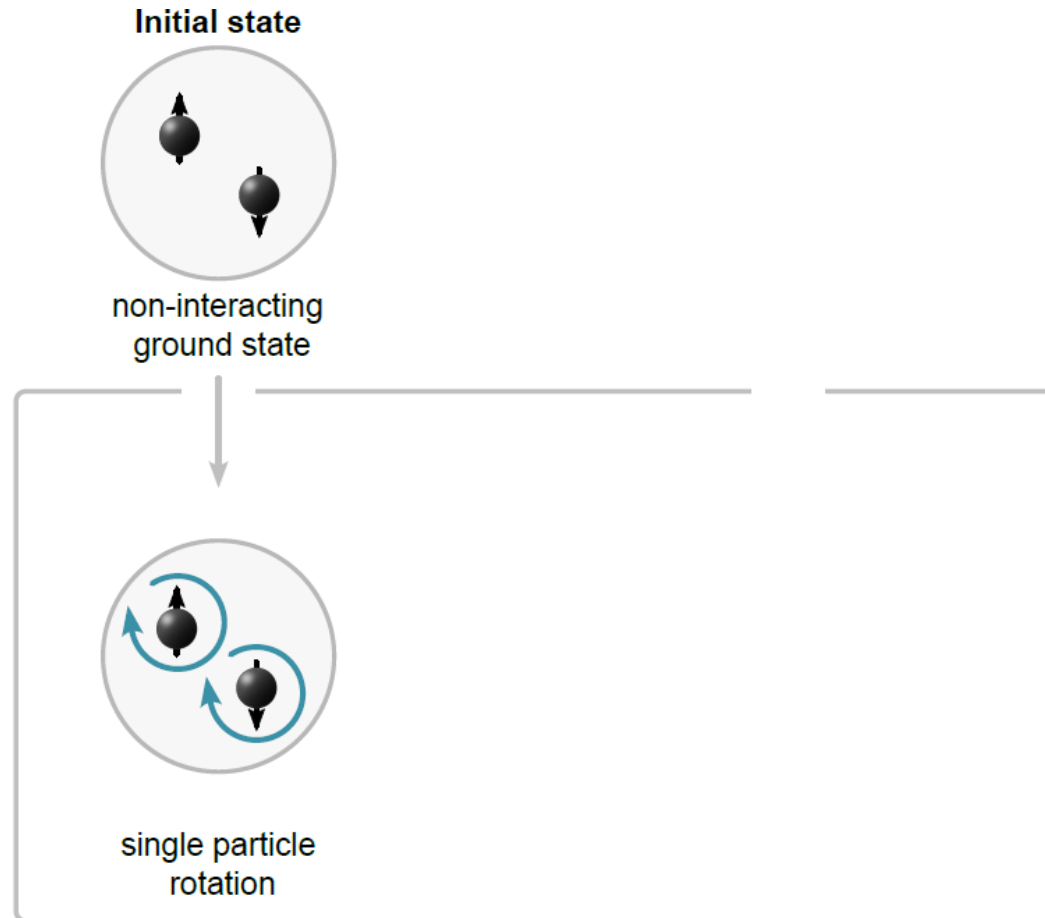 Initial state
non-interacting
ground state
single particle
rotation